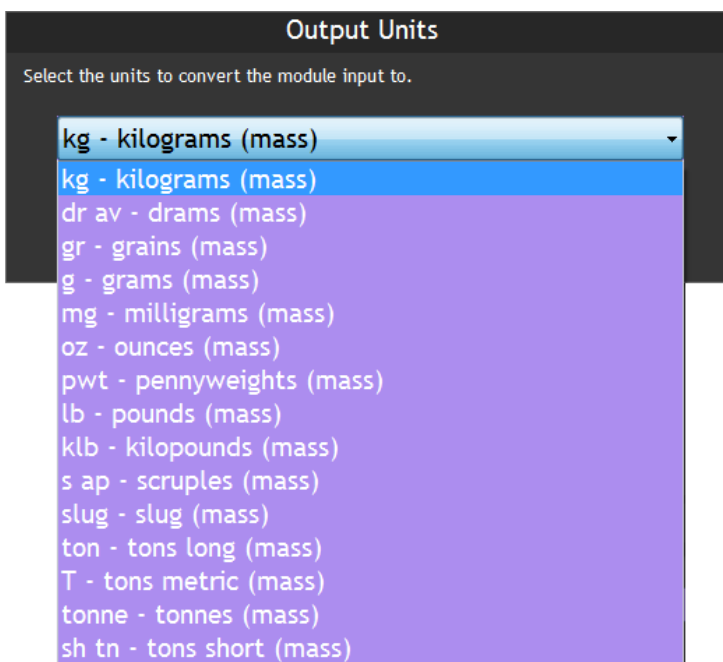 Output Units
Select the units to convert the module input to.
kg - kilograms (mass)
kg - kilograms (mass)
dr av - drams (mass)
gr - grains (mass)
g - grams (mass)
mg - milligrams (mass)
oz - ounces (mass)
pwt - pennyweights (mass)
lb - pounds (mass)
klb - kilopounds (mass)
s ap - scruples (mass)
slug - slug (mass)
ton - tons long (mass)
T - tons metric (mass)
tonne - tonnes (mass)
sh tn - tons short (mass)